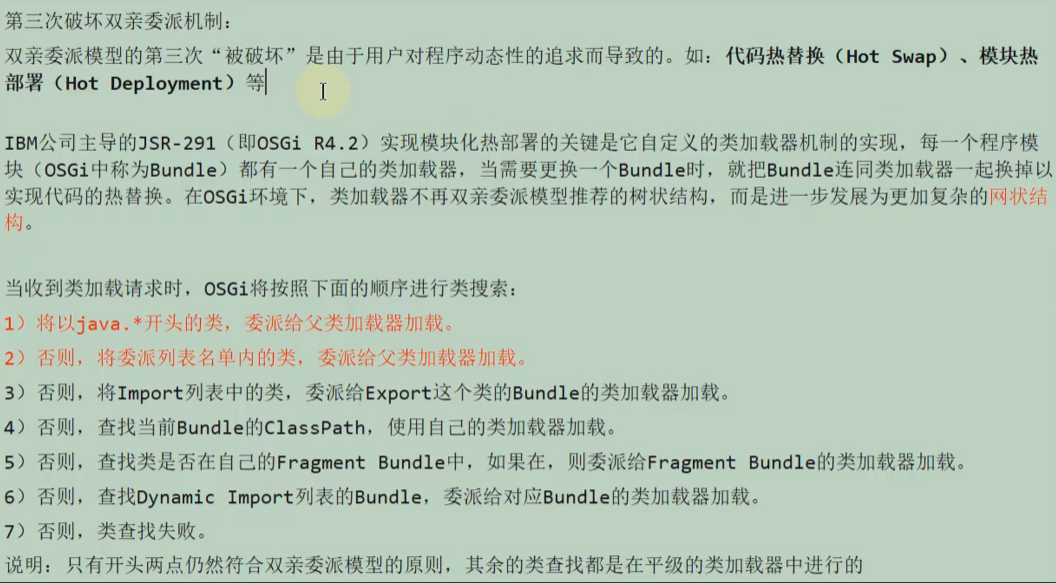 第三次破坏双亲委派机制：
双亲委派模型的第三次“被破坏”是由于用户对程序动态性的追求而导致的。如：代码热替换（Hot Swap）、模块热
部署（Hot Deployment）等
IBM公司主导的JSR-291（即OSGi R4.2）实现模块化热部署的关键是它自定义的类加载器机制的实现，每一个程序模
块（OSGi中称为Bundle）都有一个自己的类加载器，当需要更换一个Bundle时，就把Bundle连同类加载器一起换掉以
实现代码的热替换。在OSGi环境下，类加载器不再双亲委派模型推荐的树状结构，而是进一步发展为更加复杂的网状结
构。
当收到类加载请求时，OSGi将按照下面的顺序进行类搜索：
1）将以java.*开头的类，委派给父类加载器加载。
2）否则，将委派列表名单内的类，委派给父类加载器加载。
3）否则，将Import列表中的类，委派给Export这个类的Bundle的类加载器加载。
4）否则，查找当前Bundle的ClassPath，使用自己的类加载器加载。
5）否则，查找类是否在自己的Fragment Bundle中，如果在，则委派给Fragment Bundle的类加载器加载。
6）否则，查找Dynamic Import列表的Bundle，委派给对应Bundle的类加载器加载。
7）否则，类查找失败。
说明：只有开头两点仍然符合双亲委派模型的原则，其余的类查找都是在平级的类加载器中进行的